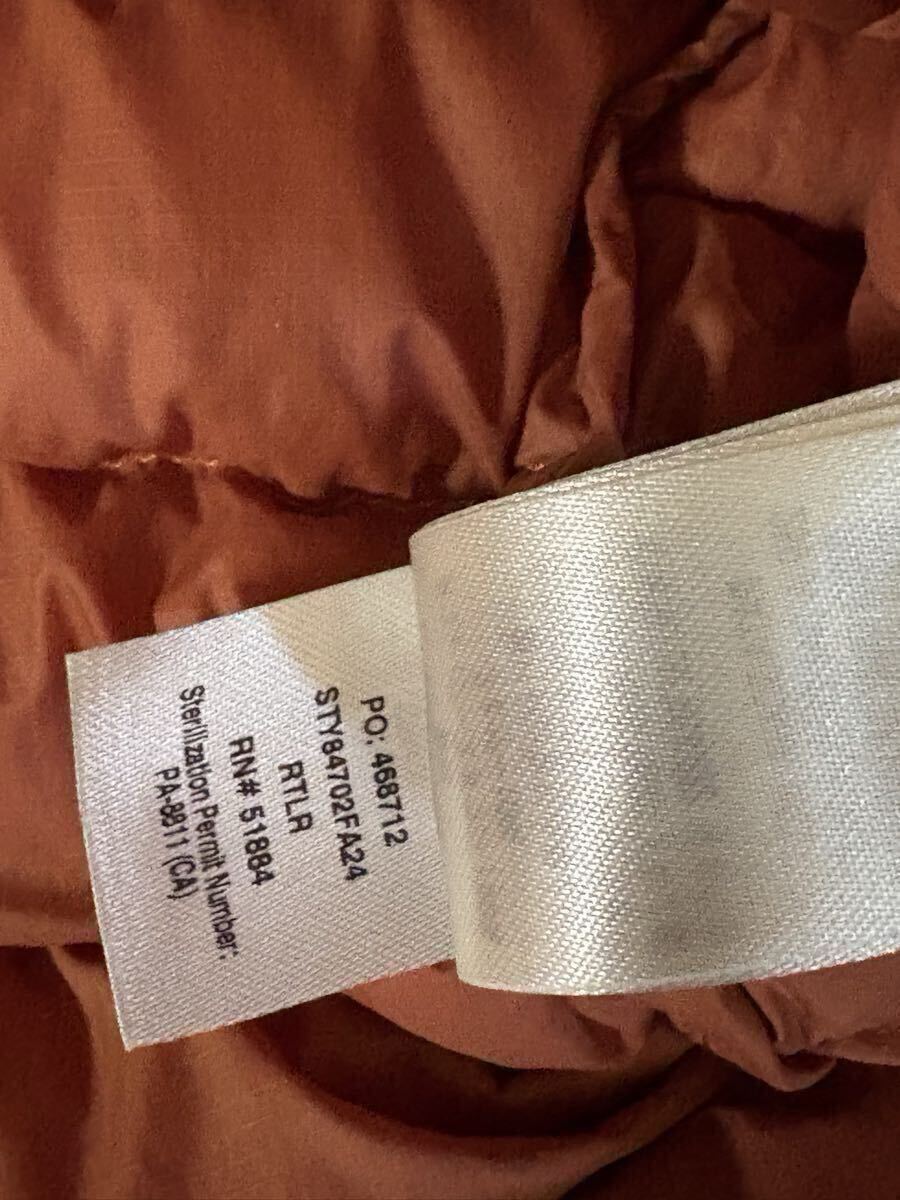 PO: 468712
STY84702FA24
RTLR
RN# 51884
Sterilization Permit Number:
PA-8811 (CA)